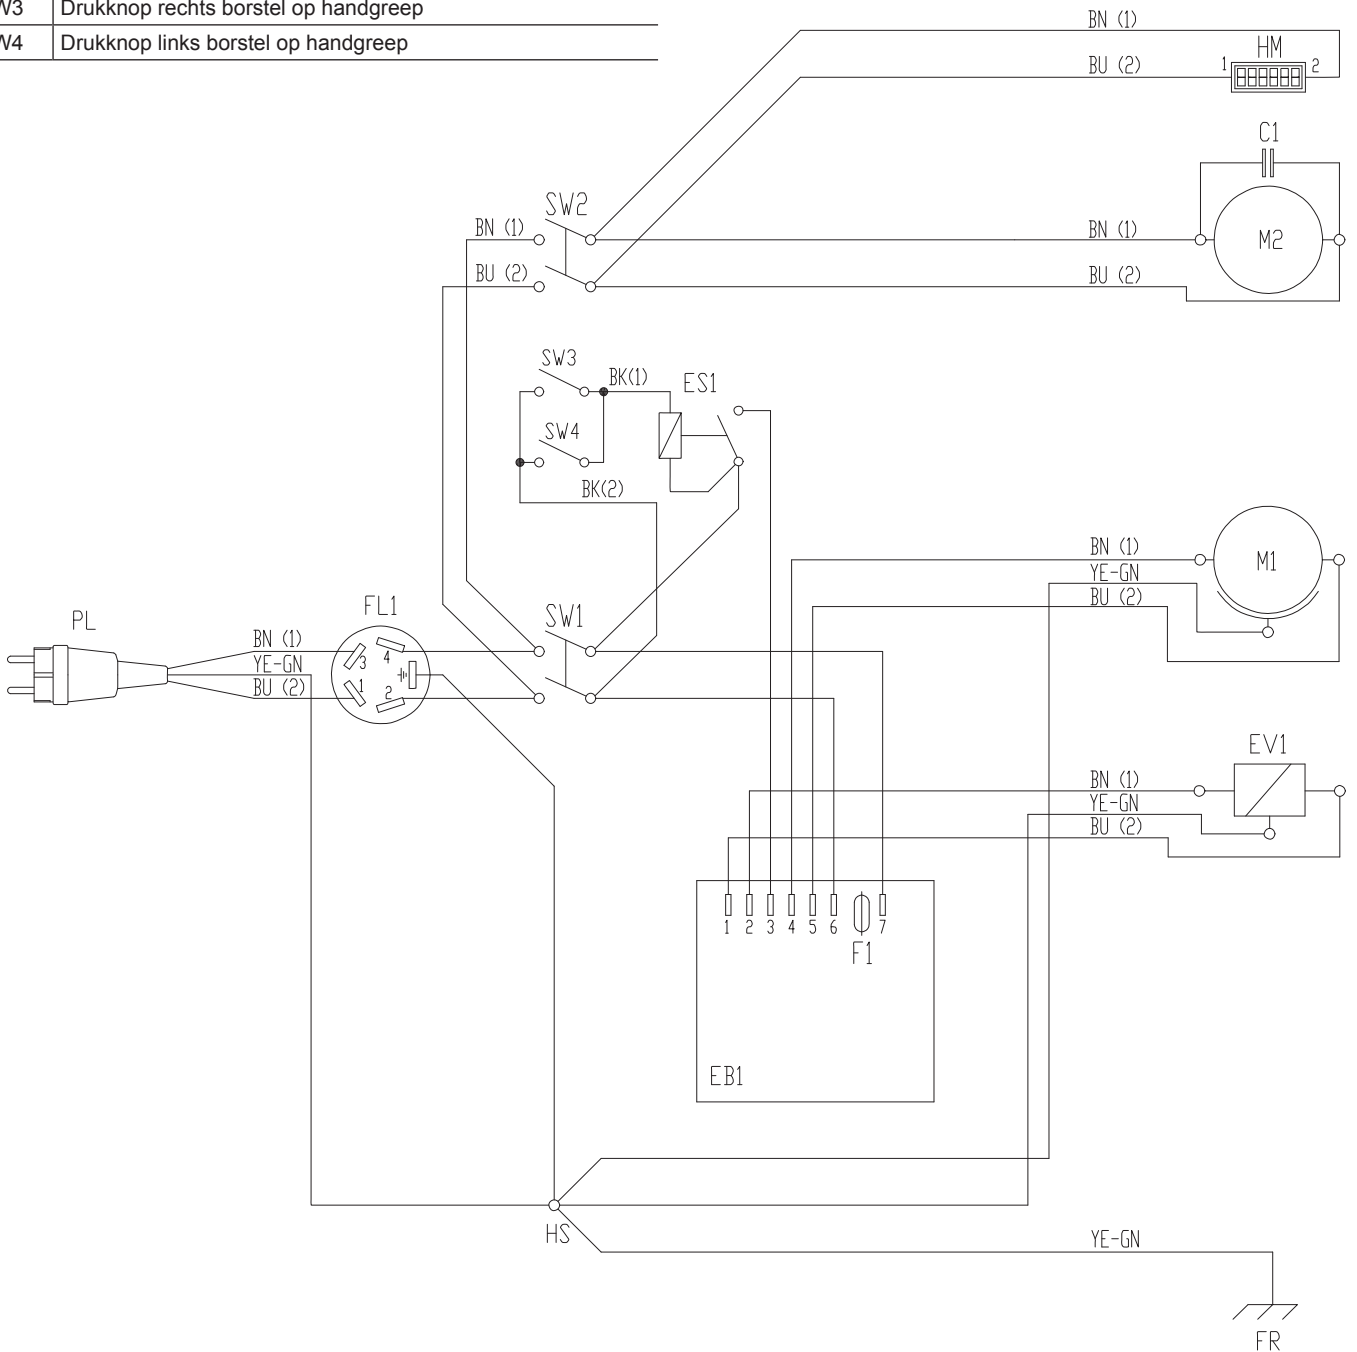 W3 Drukknop rechts borstel op handgreep
W4 Drukknop links borstel op handgreep
BN (1)
HM
BU (2)
1
2
C1
SW2
BN (1)
BN (1)
M2
BU (2)
BU (2)
SW3
BK(1)
ES1
SW4
BK(2)
BN (1)
M1
YE-GN
BU (2)
FL1
SW1
PL
BN (1)
3
4
YE-GN
BU (2)
1
2
EV1
BN (1)
YE-GN
BU (2)
1 2 3 4 5 6 7
F1
EB1
HS
YE-GN
FR